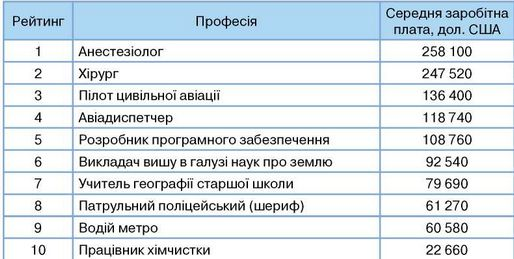 Рейтинг Професія Середня заробітна
плата, дол. США
1 Анестезіолог 258 100
2 Хірург 247 520
3 Пілот цивільної авіації 136 400
4 Авіадиспетчер 118 740
5 Розробник програмного забезпечення 108 760
6 Викладач вишу в галузі наук про землю 92 540
7 Учитель географії старшої школи 79 690
8 Патрульний поліцейський (шериф) 61 270
9 Водій метро 60 580
10 Працівник хімчистки 22 660